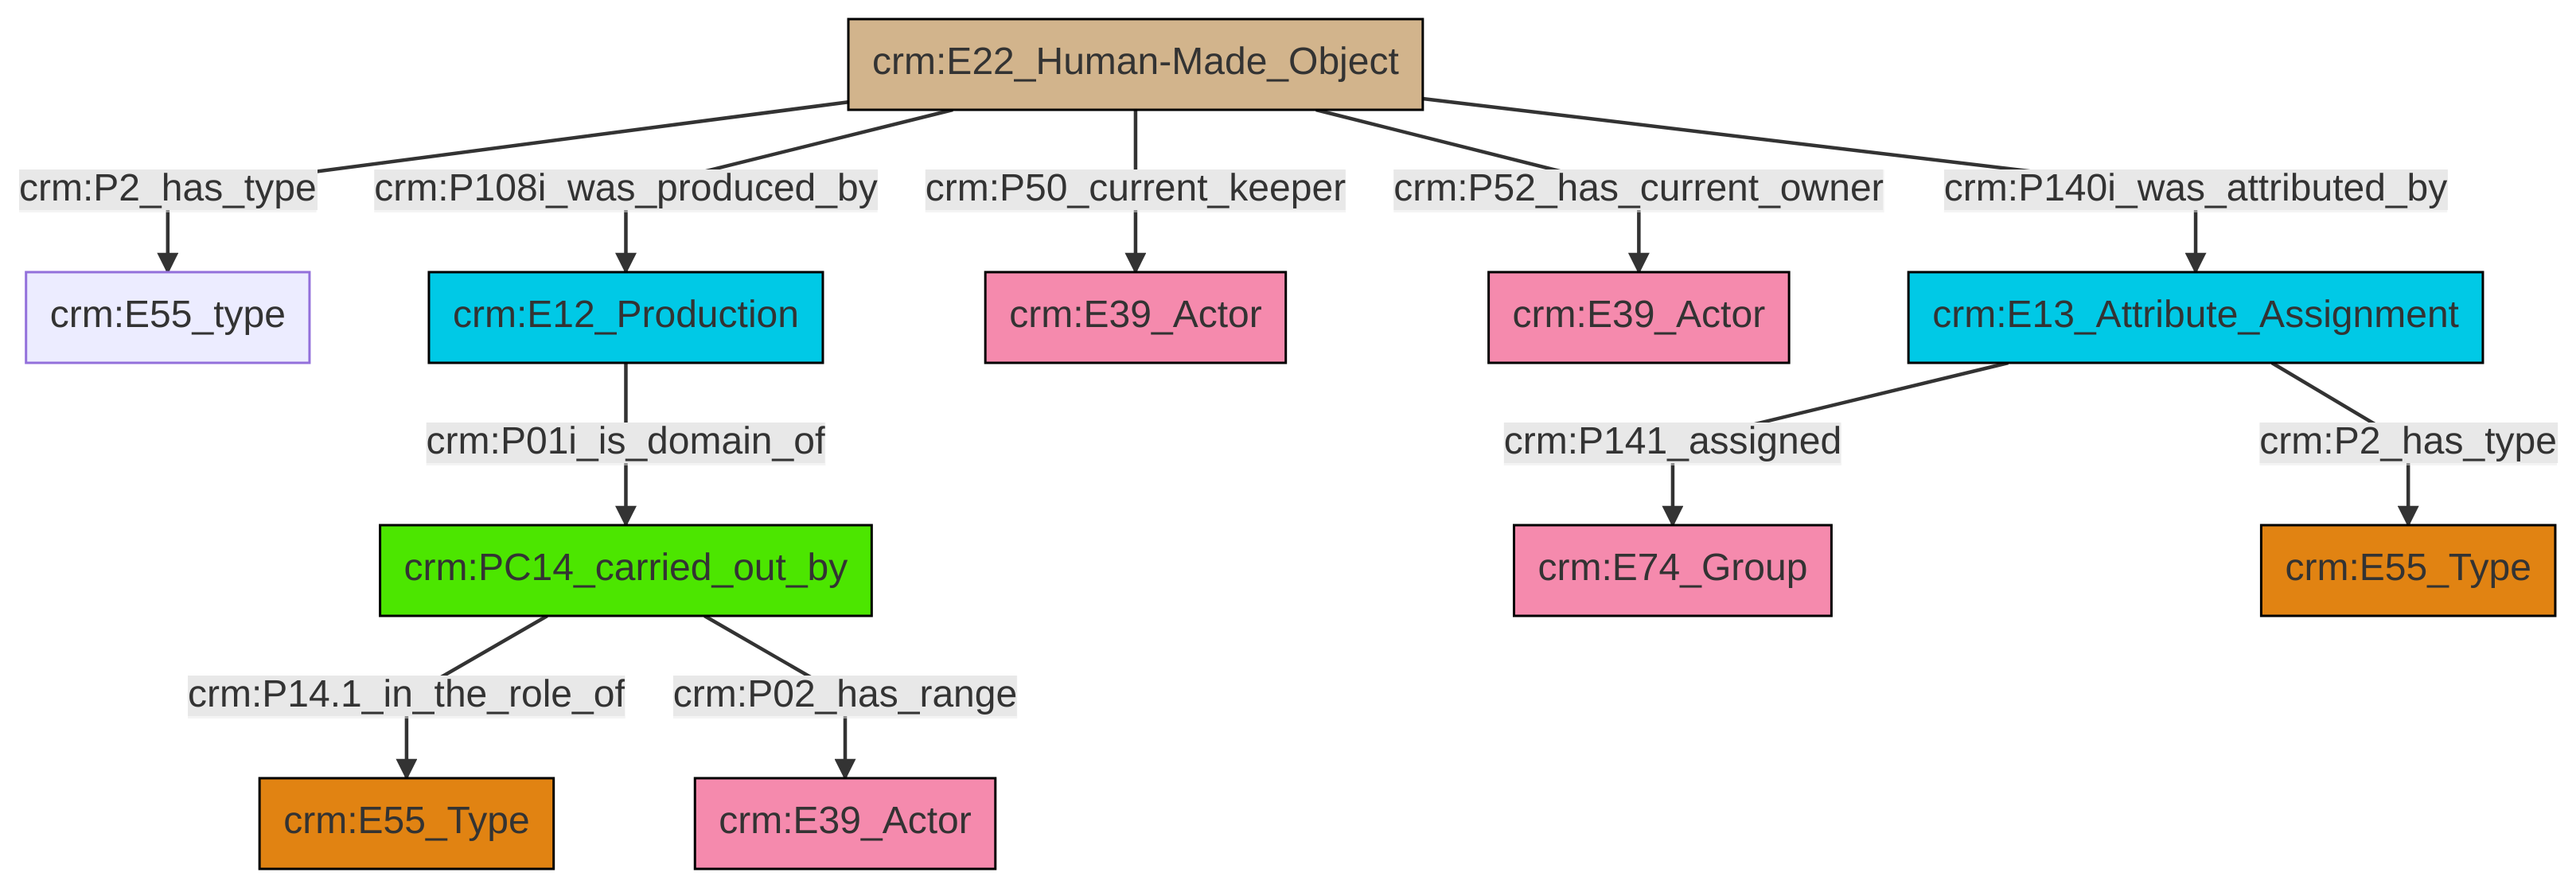 crm:E22_Human-Made_Object
crm:P2_has_type
crm:P108i_was_produced_by
crm:P50_current_keeper
crm:P52_has_current_owner
crm:P140i_was_attributed_by
crm:E55_type
crm:E12_Production
crm:E39_Actor
crm:E39_Actor
crm:E13_Attribute_Assignment
crm:P01i_is_domain_of
crm:P141_assigned
crm:P2_has_type
crm:PC14_carried_out_by
crm:E74_Group
crm:E55_Type
crm:P14.1_in_the_role_of
crm:P02_has_range
crm:E55_Type
crm:E39_Actor